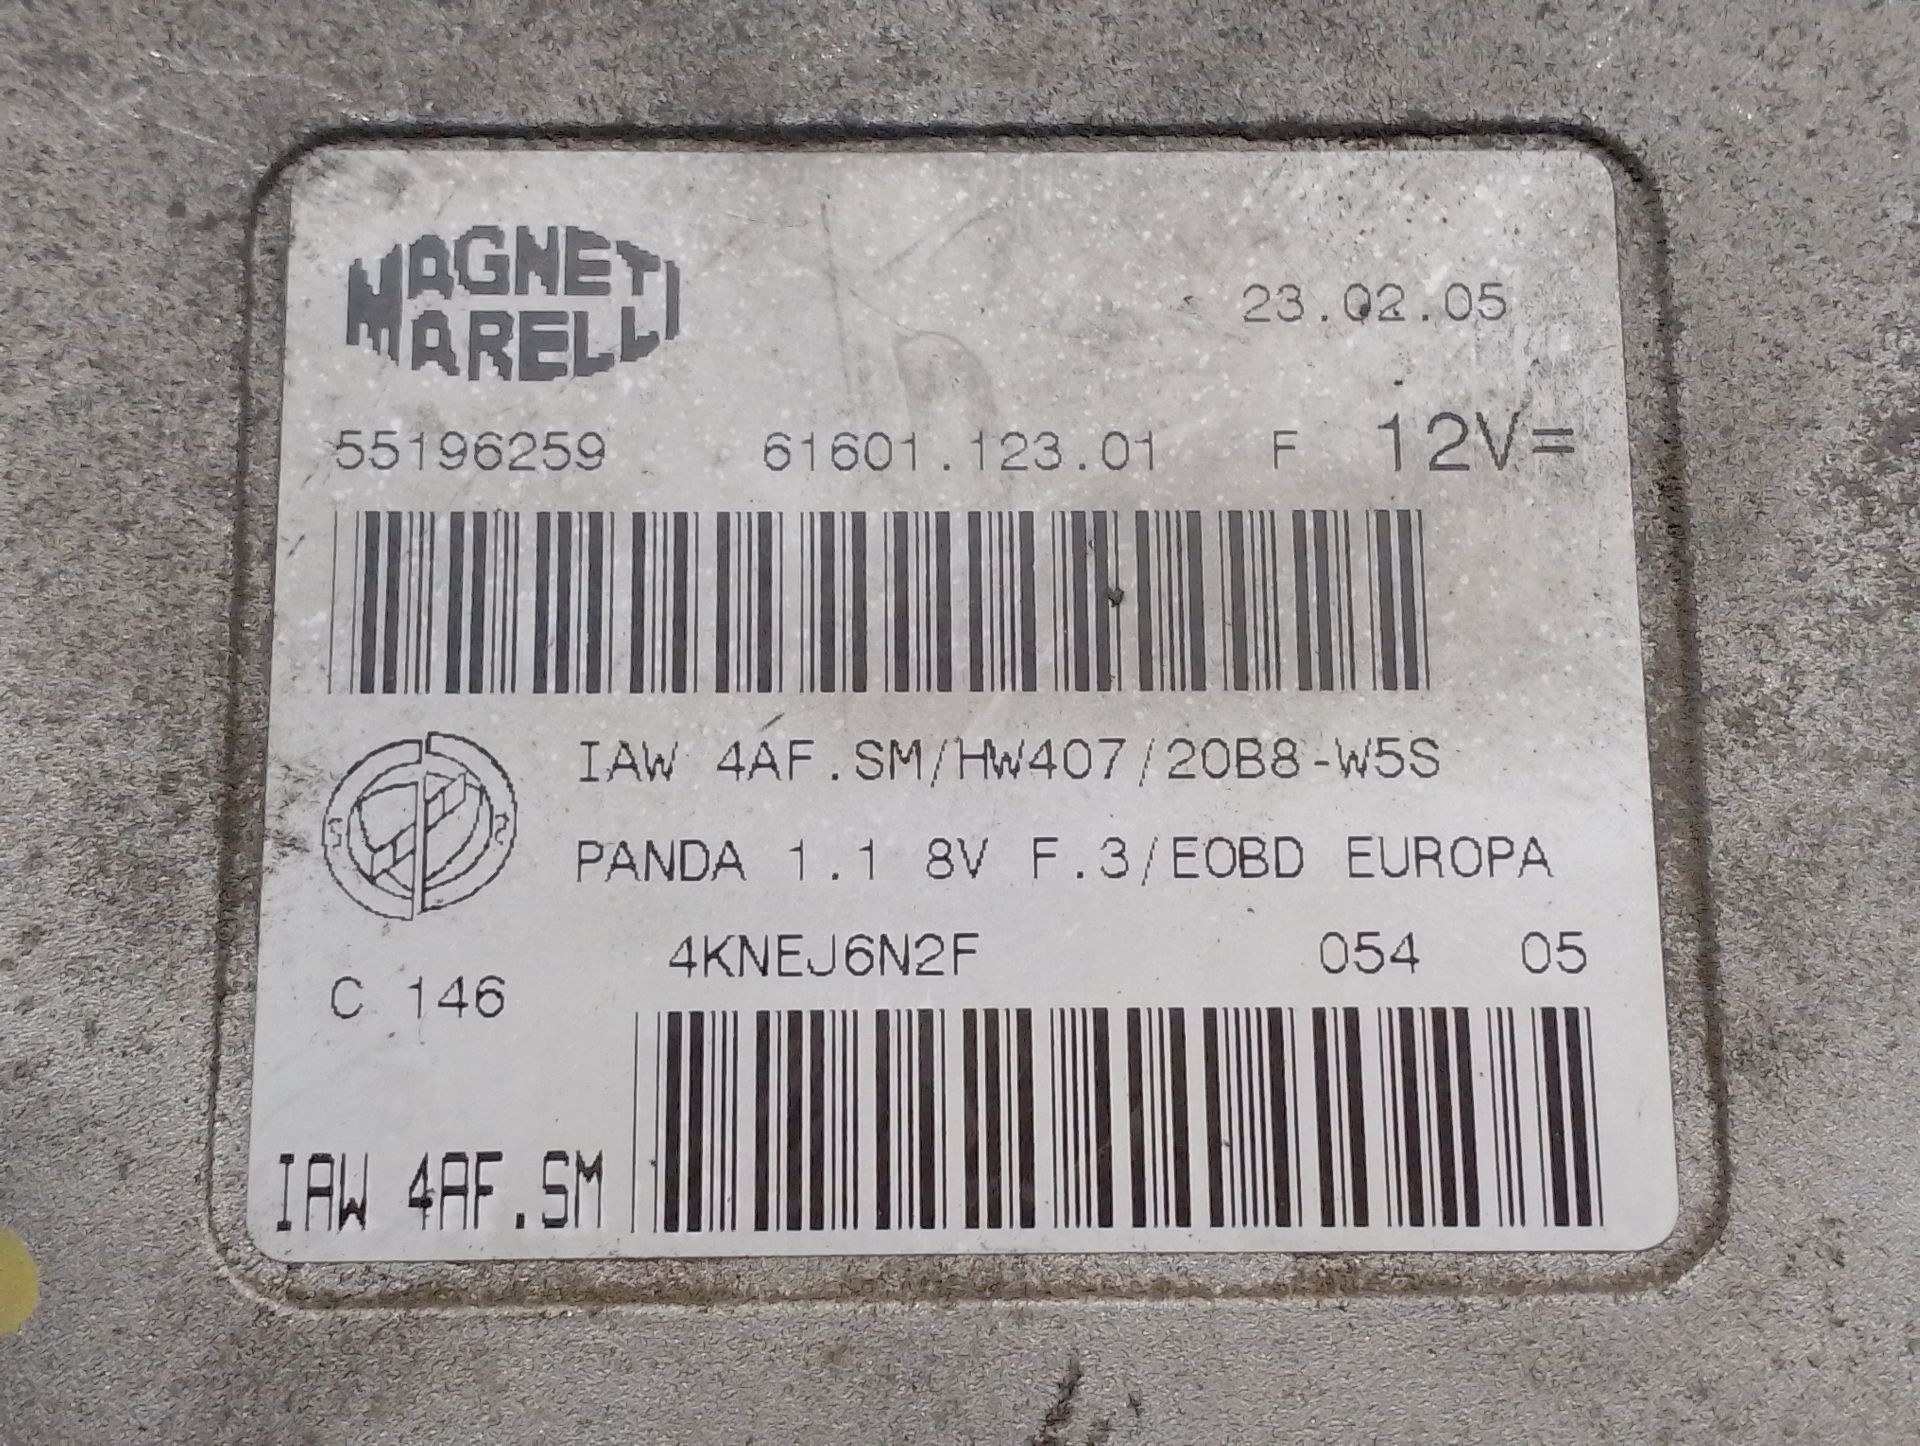 MAGNETI
MARELLI
23.02.05
55196259 61601.123.01 F 12V=
IAW 4AF.SM/HW407/20B8-W5S
PANDA 1.1 8V F.3/EOBD EUROPA
4KNEJ6N2F 054 05
C 146
IAW 4AF.SM